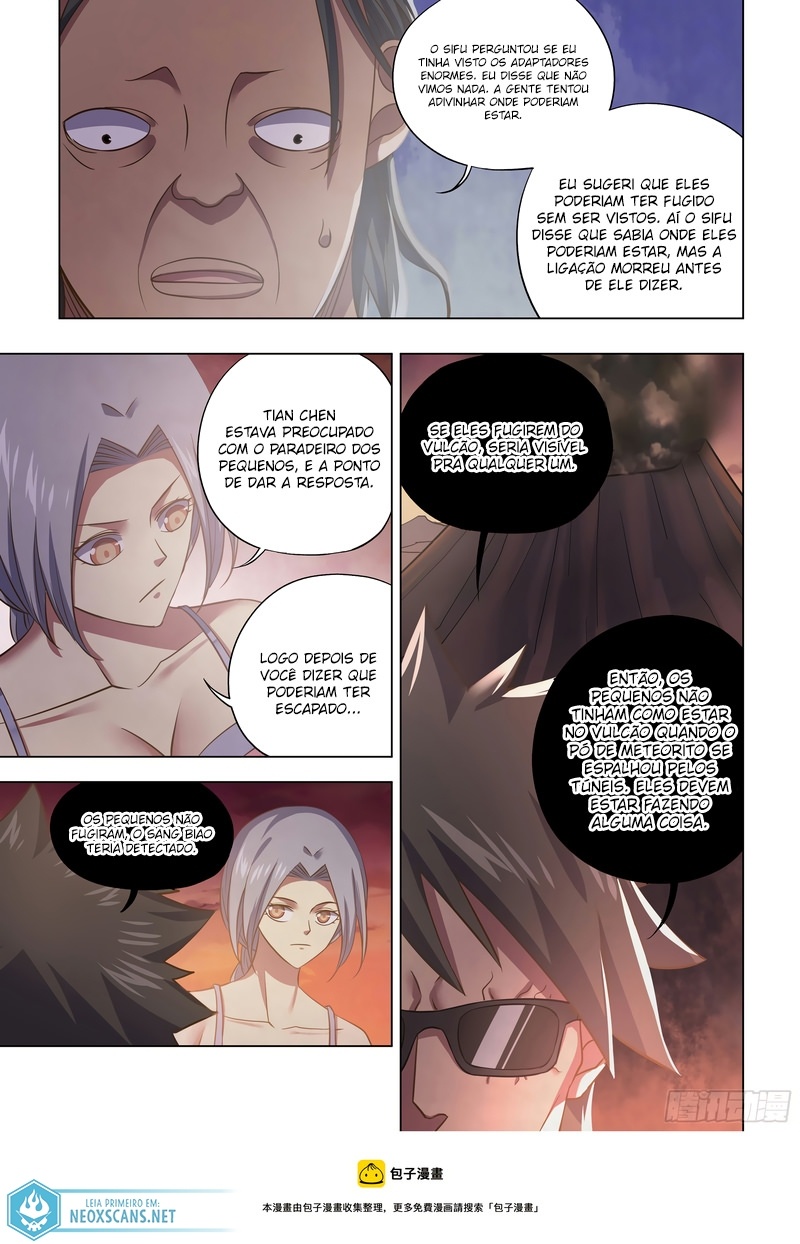 O SIFU PERGUNTOU SE EU
TINHA VISTO OS ADAPTADORES
ENORMES. EU DISSE QUE NÃO
VIMOS NADA. A GENTE TENTOU
ADIVINHAR ONDE PODERIAM
ESTAR.
EU SUGERI QUE ELES
PODERIAM TER FUGIDO
SEM SER VISTOS. AÍ O SIFU
DISSE QUE SABIA ONDE ELES
PODERIAM ESTAR, MAS A
LIGAÇÃO MORREU ANTES
DE ELE DIZER.
TIAN CHEN
ESTAVA PREOCUPADO
COM O PARADEIRO DOS
PEQUENOS, E A PONTO
DE DAR A RESPOSTA.
LOGO DEPOIS DE
VOCÊ DIZER QUE
PODERIAM TER
ESCAPADO...
SE ELES FUGIREM DO
VULCÃO, SERIA VISÍVEL
PRA QUALQUER UM.
ENTÃO, OS
PEQUENOS NÃO
TINHAM COMO ESTAR
NO VULCÃO QUANDO O
PÓ DE METEORITO SE
ESPALHOU PELOS
TÚNEIS. ELES DEVEM
ESTAR FAZENDO
ALGUMA COISA.
OS PEQUENOS NÃO
FUGIRAM, O SANG BIAO
TERIA DETECTADO.
腾讯动漫
包子漫畫
本漫畫由包子漫畫收集整理，更多免費漫畫請搜索「包子漫畫」
LEIA PRIMEIRO EM:
NEOXSCANS.NET